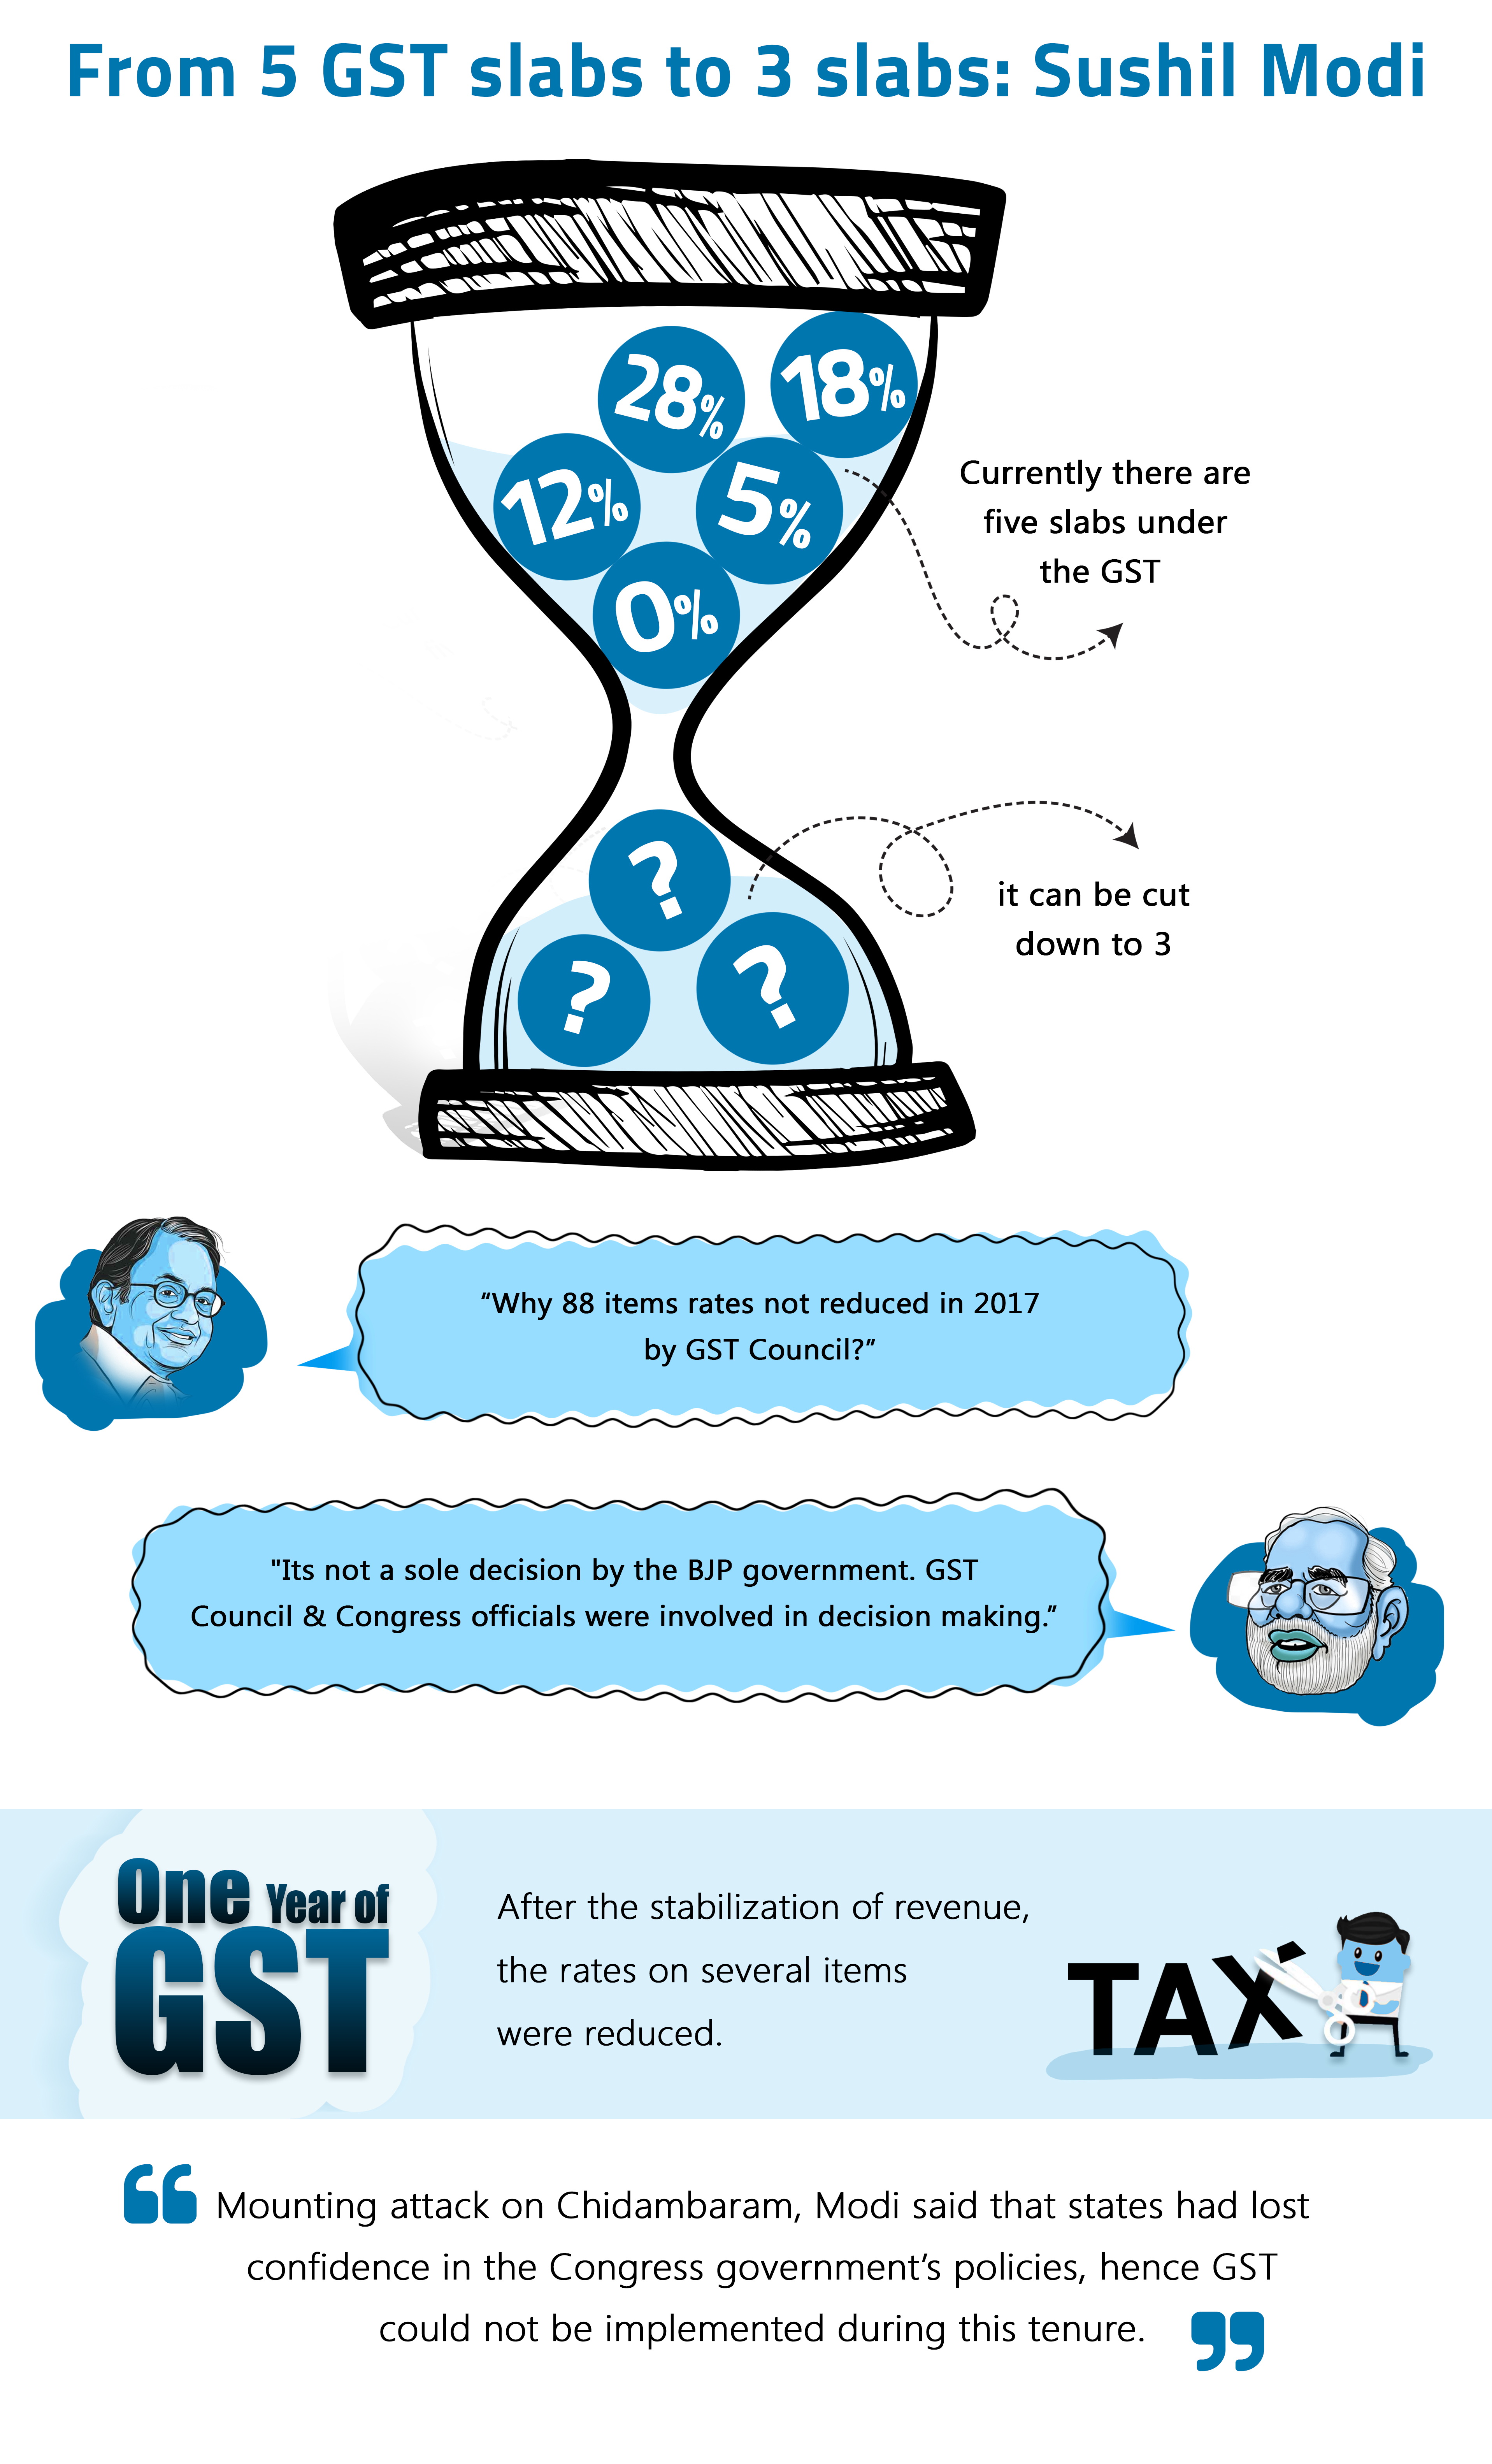 From 5 GST slabs to 3 slabs: Sushil Modi
28%
18%
12%
5%
0%
Currently there are
five slabs under
the GST
?
?
?
it can be cut
down to 3
“Why 88 items rates not reduced in 2017
by GST Council?”
"Its not a sole decision by the BJP government. GST
Council & Congress officials were involved in decision making.”
One Year of
GST
After the stabilization of revenue,
the rates on several items
were reduced.
TAX
“Mounting attack on Chidambaram, Modi said that states had lost
confidence in the Congress government’s policies, hence GST
could not be implemented during this tenure.”